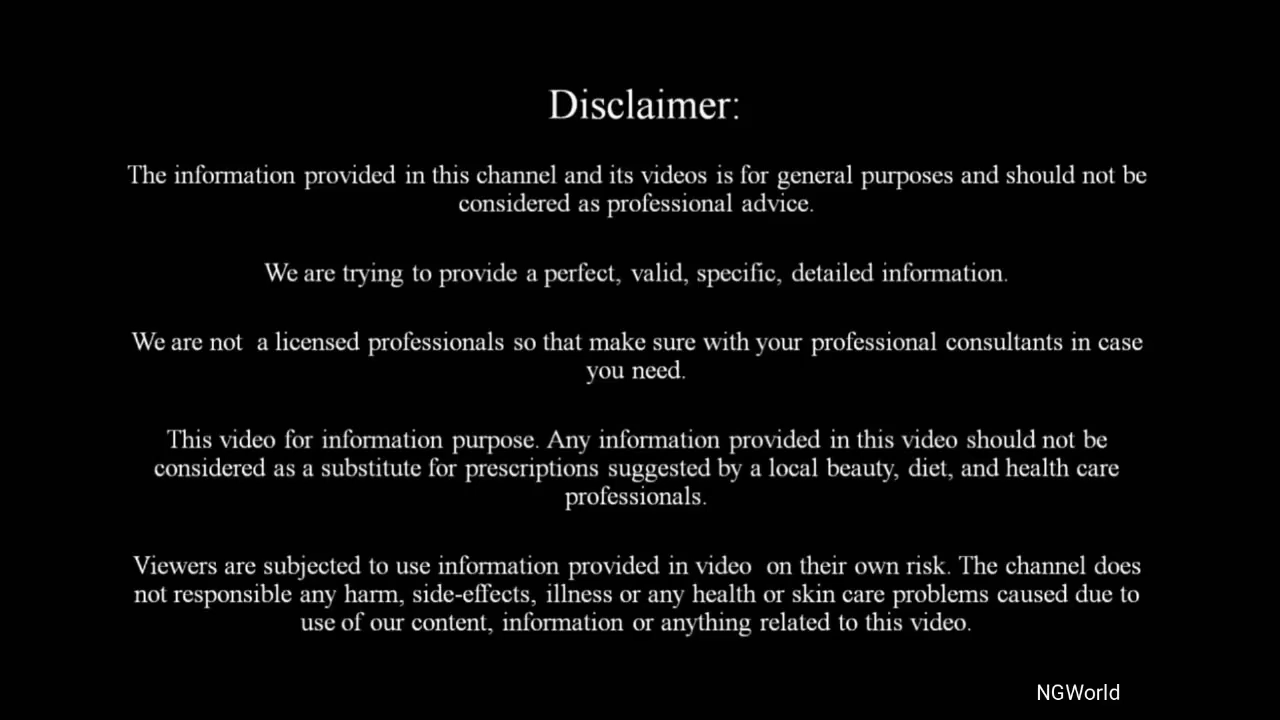 Disclaimer:
The information provided in this channel and its videos is for general purposes and should not be
considered as professional advice.
We are trying to provide a perfect, valid, specific, detailed information.
We are not  a licensed professionals so that make sure with your professional consultants in case
you need.
This video for information purpose. Any information provided in this video should not be
considered as a substitute for prescriptions suggested by a local beauty, diet, and health care
professionals.
Viewers are subjected to use information provided in video  on their own risk. The channel does
not responsible any harm, side-effects, illness or any health or skin care problems caused due to
use of our content, information or anything related to this video.
NGWorld